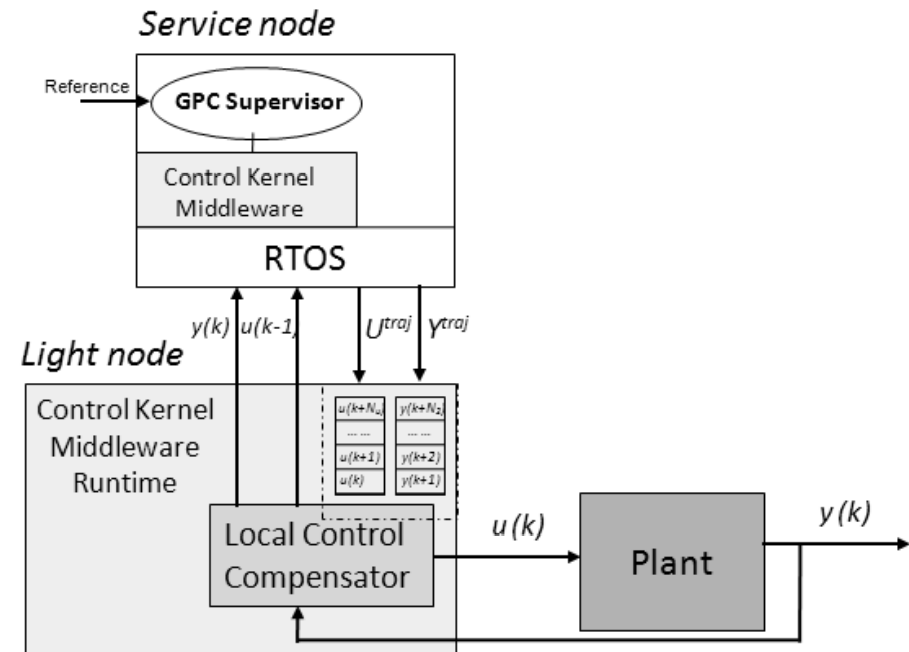 Service node
Reference
GPC Supervisor
Control Kernel
Middleware
RTOS
y(k) u(k-1)
U^traj
Y^traj
Light node
Control Kernel
Middleware
Runtime
u(k+Nu)
... ...
u(k+1)
u(k)
y(k+N2)
... ...
y(k+2)
y(k+1)
Local Control
Compensator
u(k)
Plant
y(k)